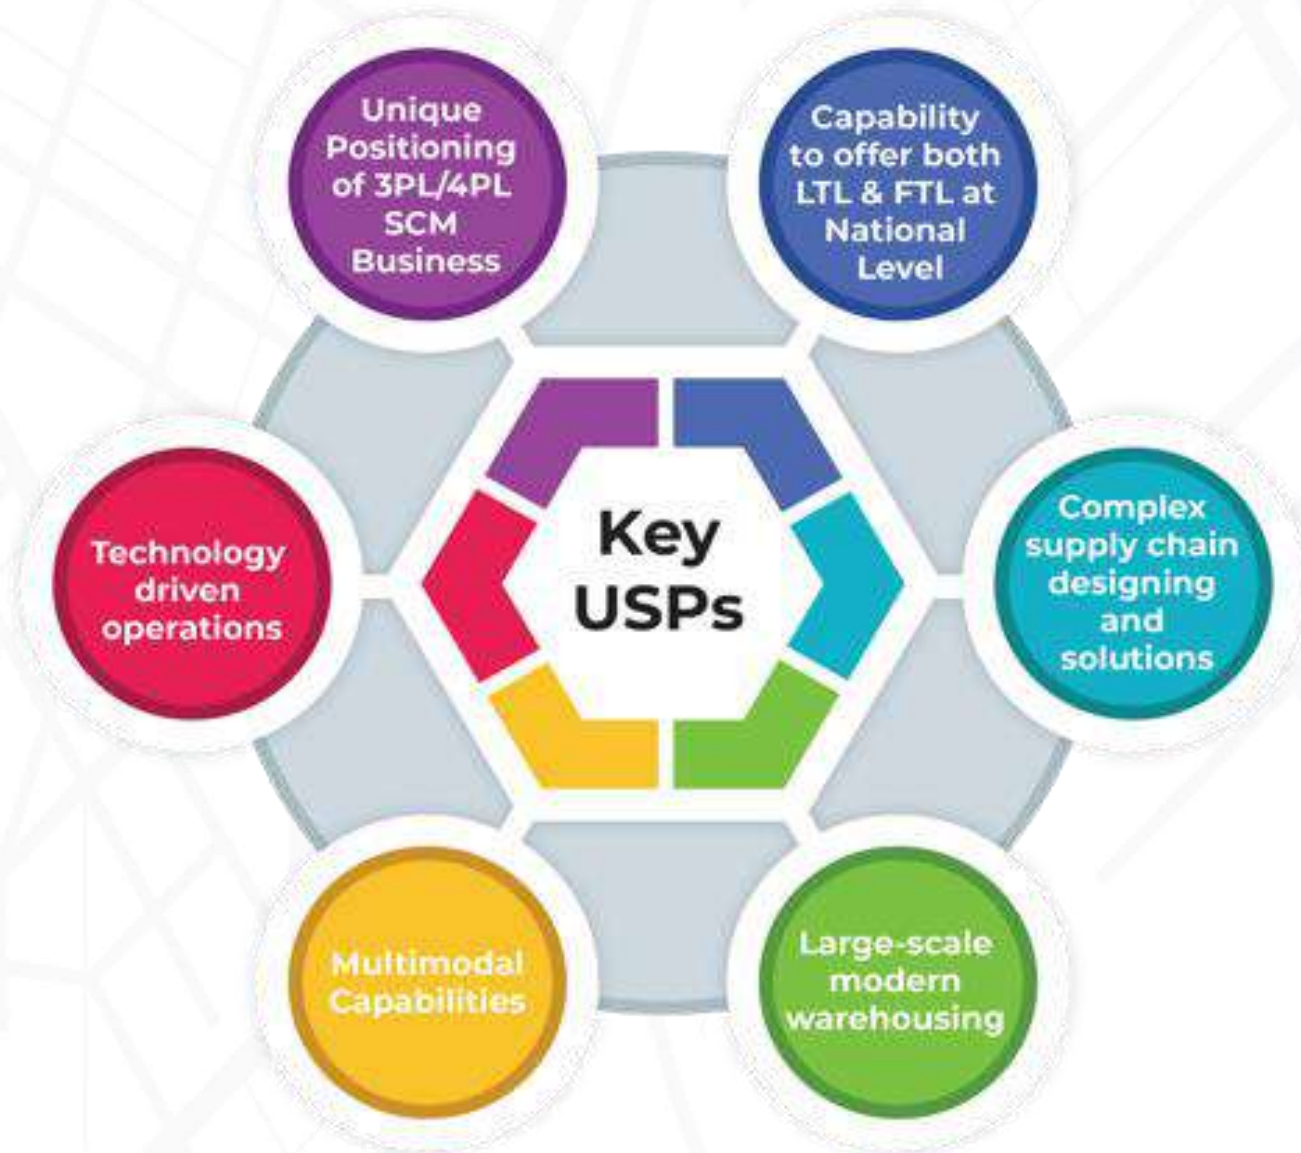 Unique
Positioning
of 3PL/4PL
SCM
Business
Capability
to offer both
LTL & FTL at
National
Level
Technology
driven
operations
Key
USPs
Complex
supply chain
designing
and
solutions
Multimodal
Capabilities
Large-scale
modern
warehousing